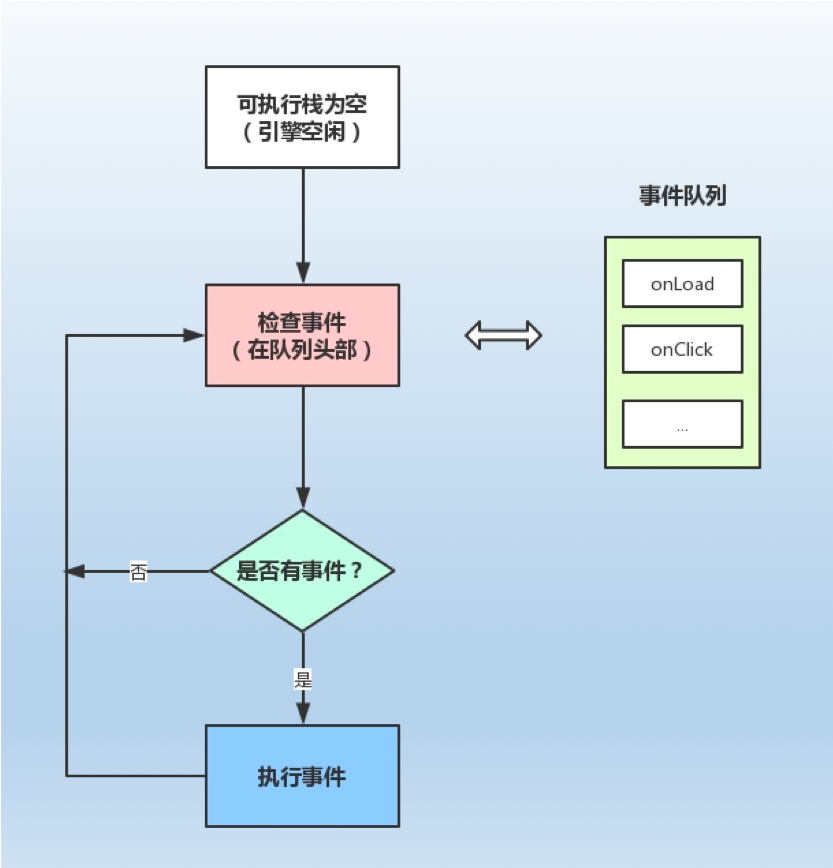 可执行栈为空
（引擎空闲）
事件队列
onLoad
检查事件
（在队列头部）
onClick
...
是否有事件？
否
是
执行事件